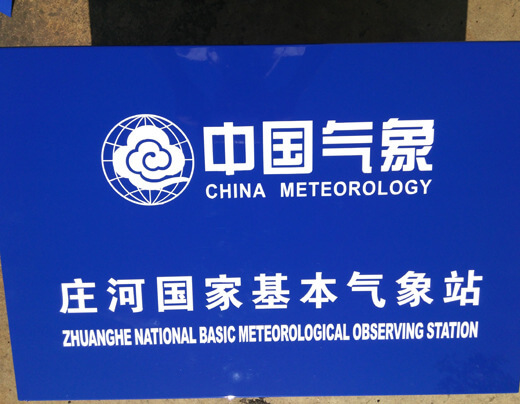 中国气象
CHINA METEOROLOGY
庄河国家基本气象站
ZHUANGHE NATIONAL BASIC METEOROLOGICAL OBSERVING STATION